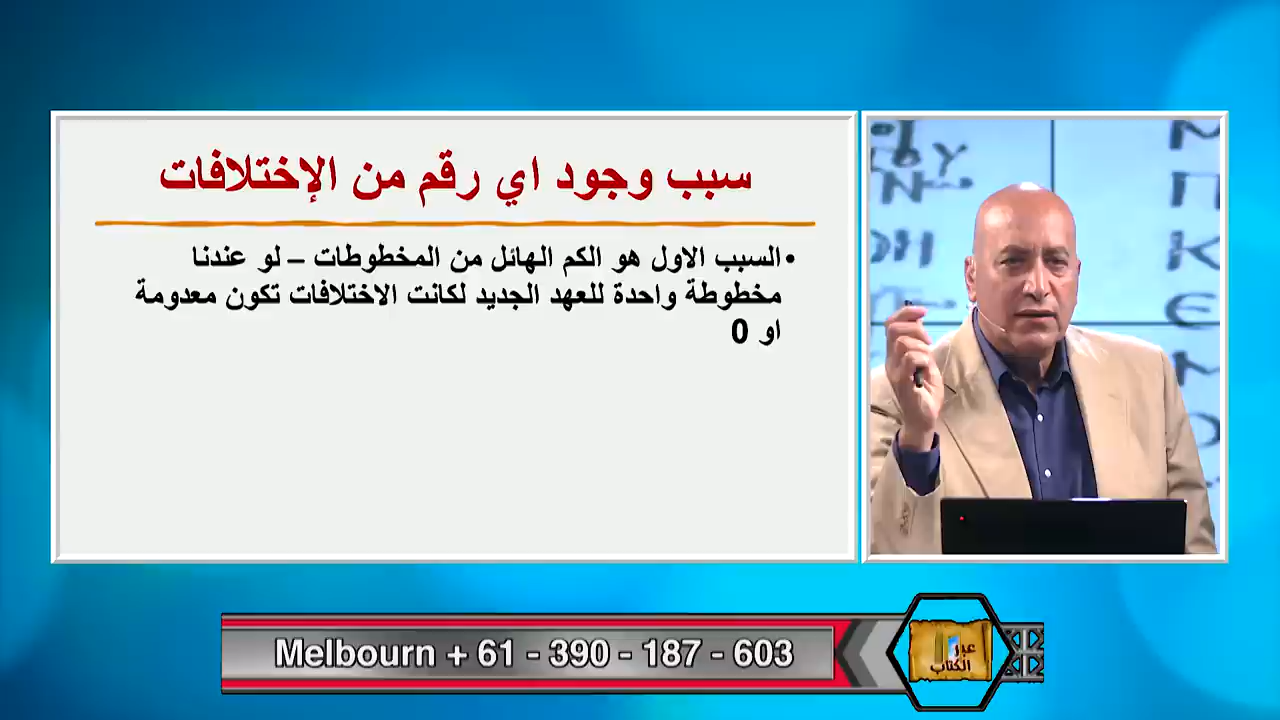 سبب وجود اي رقم من الإختلافات
•السبب الاول هو الكم الهائل من المخطوطات – لو عندنا
مخطوطة واحدة للعهد الجديد لكانت الاختلافات تكون معدومة
او 0
Melbourn + 61 - 390 - 187 - 603
عبر
الكتاب